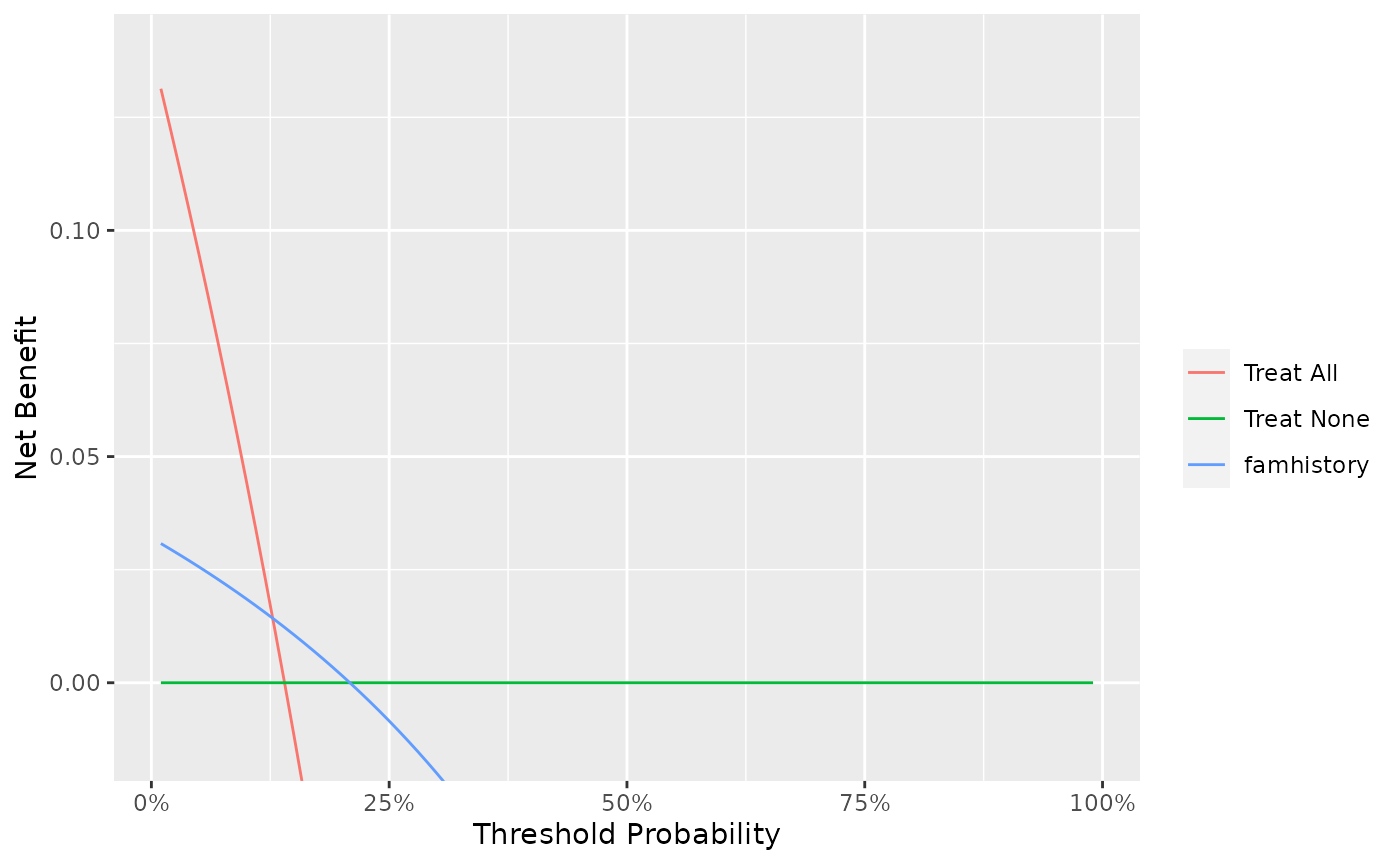 Net Benefit
0.10
0.05
0.00
0%
25%
50%
75%
100%
Threshold Probability
Treat All
Treat None
famhistory